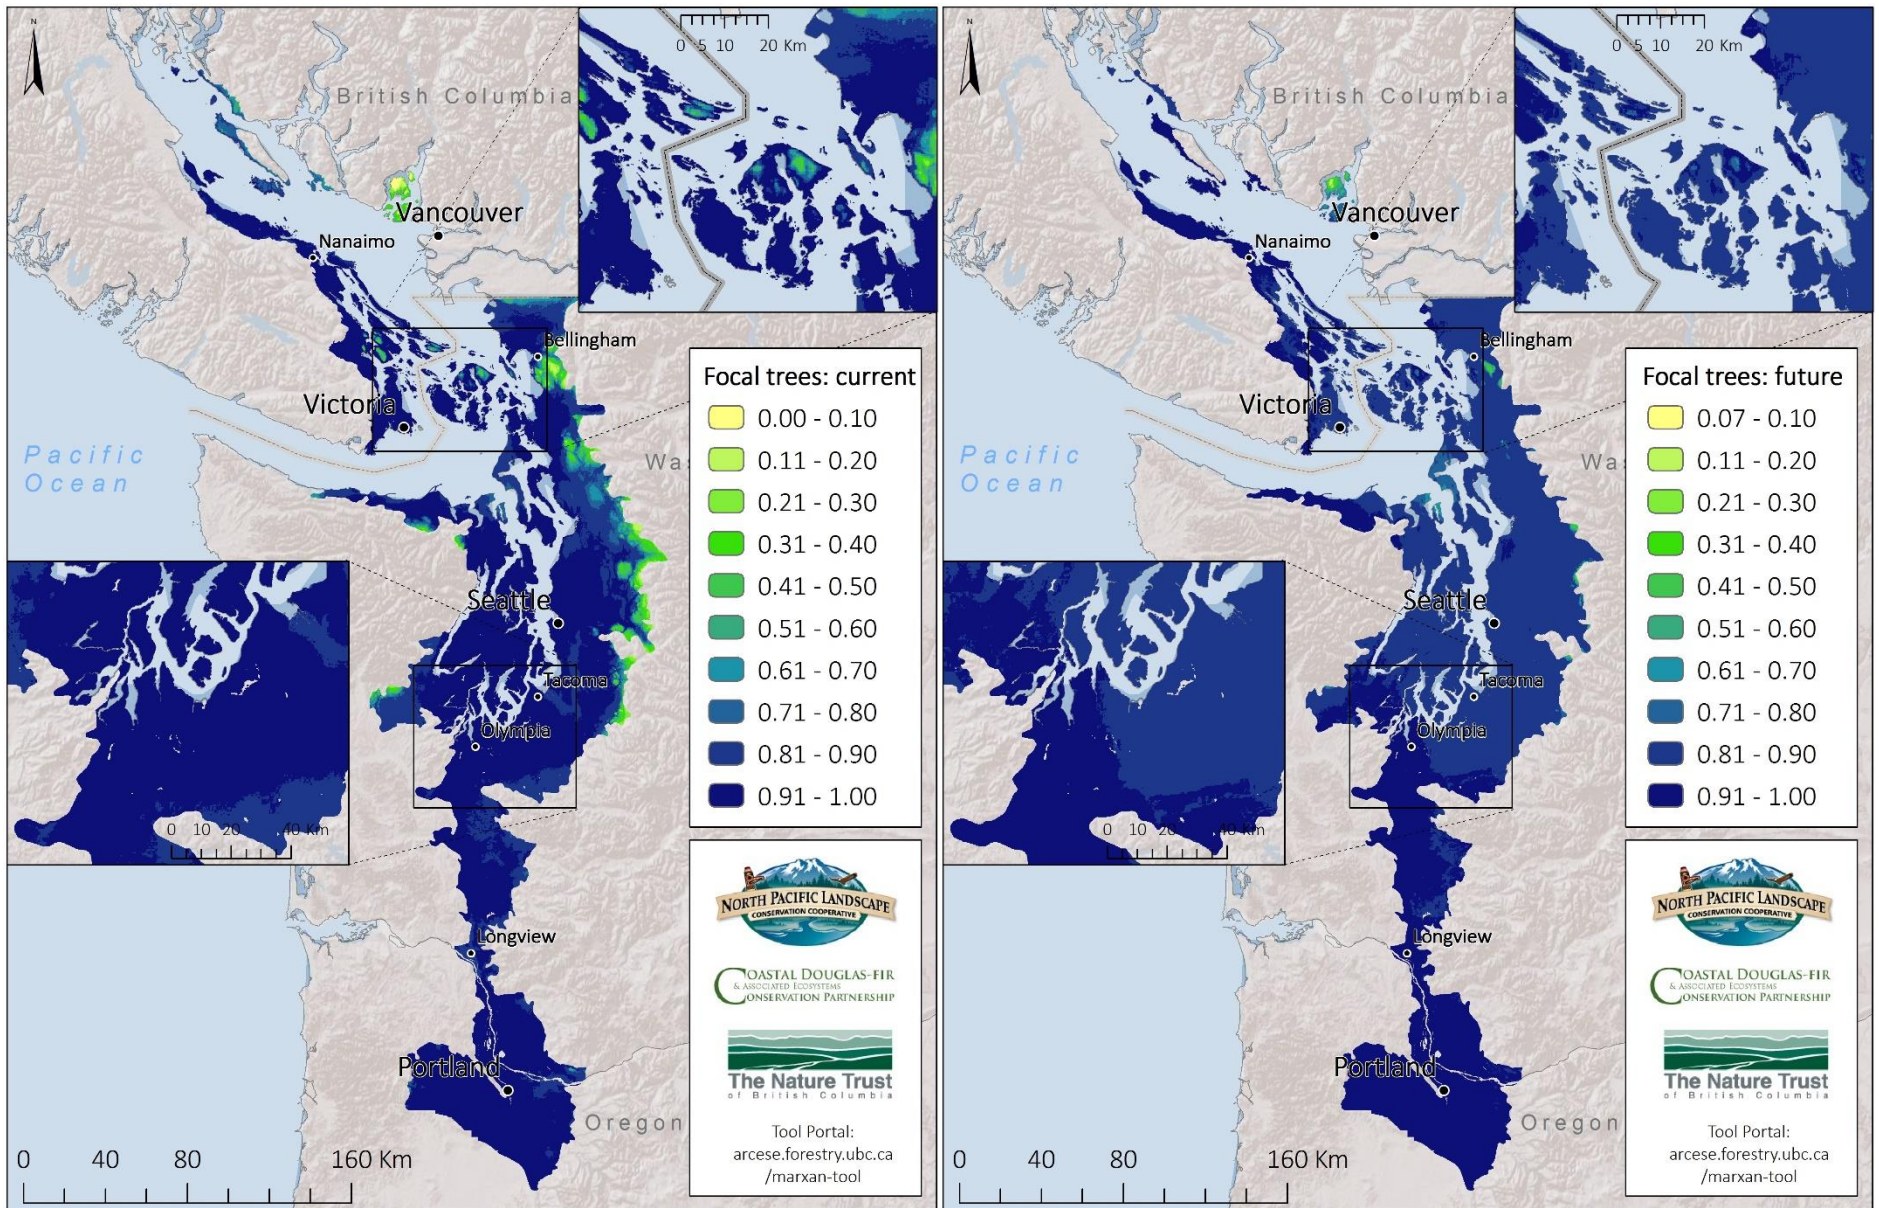 N
0 5 10 20 Km
British Columbia
Vancouver
Nanaimo
Bellingham
Victoria
Pacific
Ocean
Was
Seattle
Tacoma
Olympia
0 10 20 40 Km
Longview
Portland
Oregon
0 40 80 160 Km
Focal trees: current
0.00 - 0.10
0.11 - 0.20
0.21 - 0.30
0.31 - 0.40
0.41 - 0.50
0.51 - 0.60
0.61 - 0.70
0.71 - 0.80
0.81 - 0.90
0.91 - 1.00
NORTH PACIFIC LANDSCAPE
CONSERVATION COOPERATIVE
COASTAL DOUGLAS-FIR
& ASSOCIATED ECOSYSTEMS
CONSERVATION PARTNERSHIP
The Nature Trust
of British Columbia
Tool Portal:
arcese.forestry.ubc.ca
/marxan-tool
N
0 5 10 20 Km
British Columbia
Vancouver
Nanaimo
Bellingham
Victoria
Pacific
Ocean
Was
Seattle
Tacoma
Olympia
0 10 20 40 Km
Longview
Portland
Oregon
0 40 80 160 Km
Focal trees: future
0.07 - 0.10
0.11 - 0.20
0.21 - 0.30
0.31 - 0.40
0.41 - 0.50
0.51 - 0.60
0.61 - 0.70
0.71 - 0.80
0.81 - 0.90
0.91 - 1.00
NORTH PACIFIC LANDSCAPE
CONSERVATION COOPERATIVE
COASTAL DOUGLAS-FIR
& ASSOCIATED ECOSYSTEMS
CONSERVATION PARTNERSHIP
The Nature Trust
of British Columbia
Tool Portal:
arcese.forestry.ubc.ca
/marxan-tool